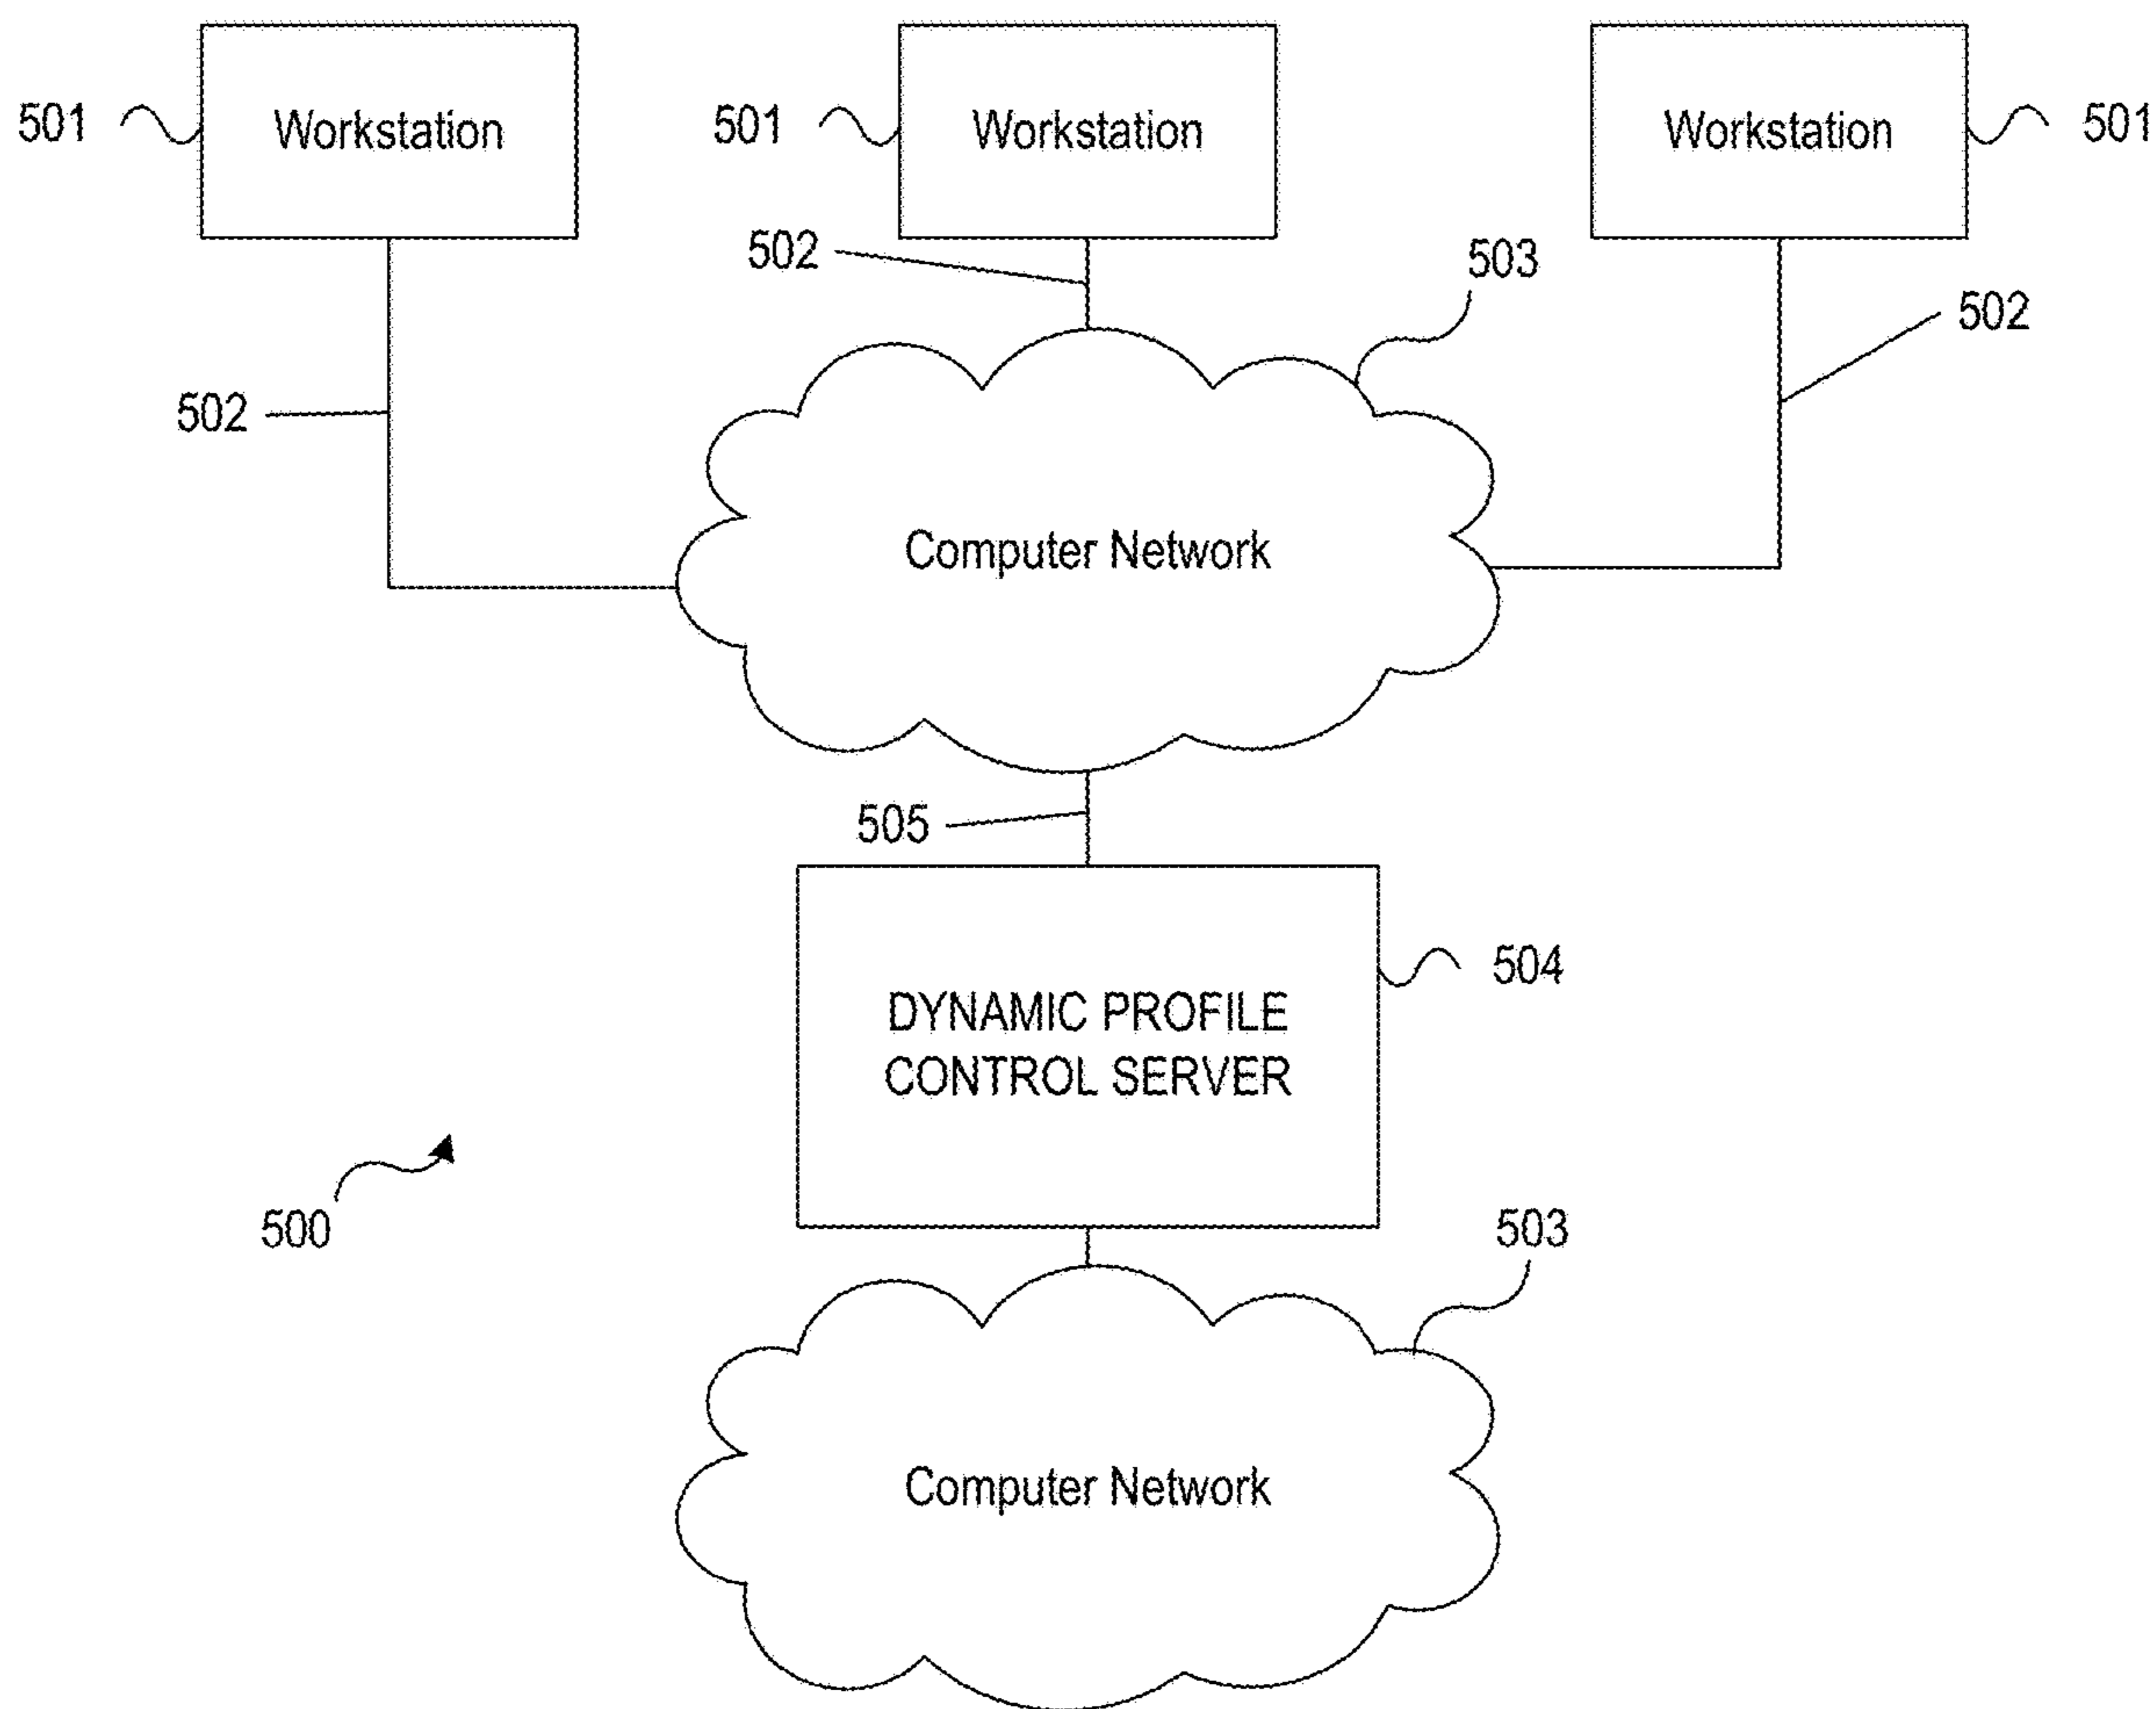 501 Workstation 501 Workstation Workstation 501
502 503
502
502
Computer Network
505
504
DYNAMIC PROFILE
CONTROL SERVER
500
503
Computer Network